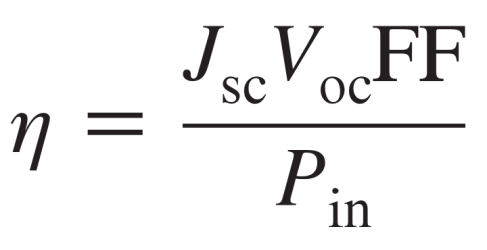 η = J_sc V_oc FF / P_in